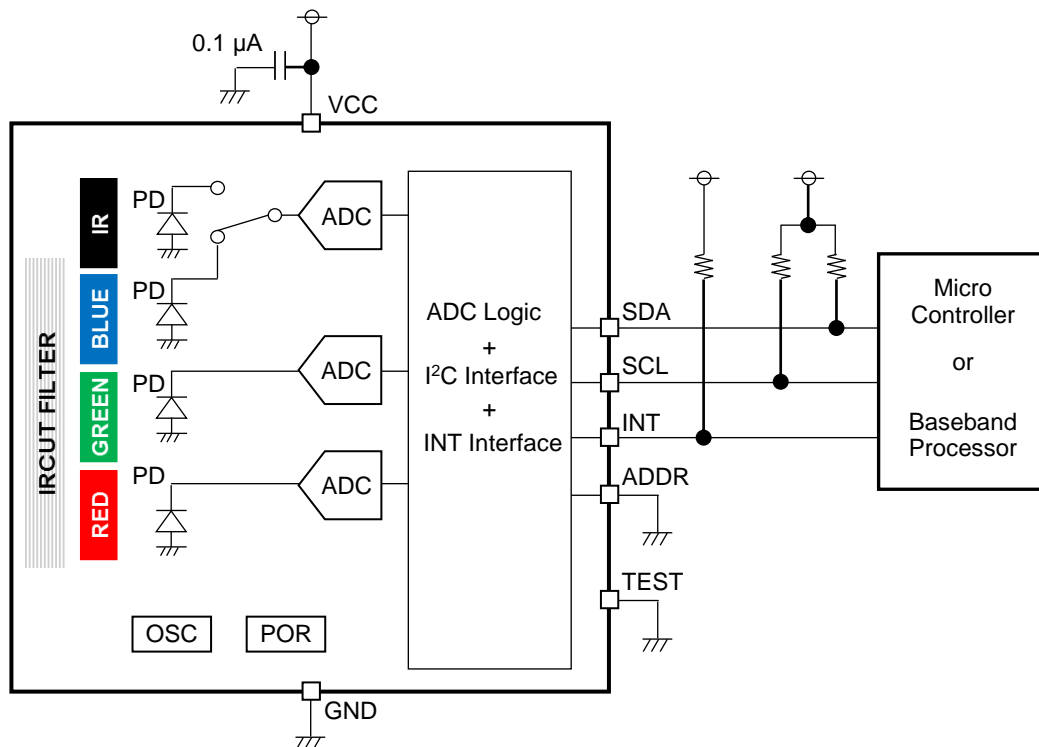 0.1 µA
VCC
IRCUT FILTER
IR
BLUE
GREEN
RED
PD
PD
PD
PD
ADC
ADC
ADC
ADC Logic
+
I²C Interface
+
INT Interface
OSC
POR
GND
SDA
SCL
INT
ADDR
TEST
Micro
Controller
or
Baseband
Processor